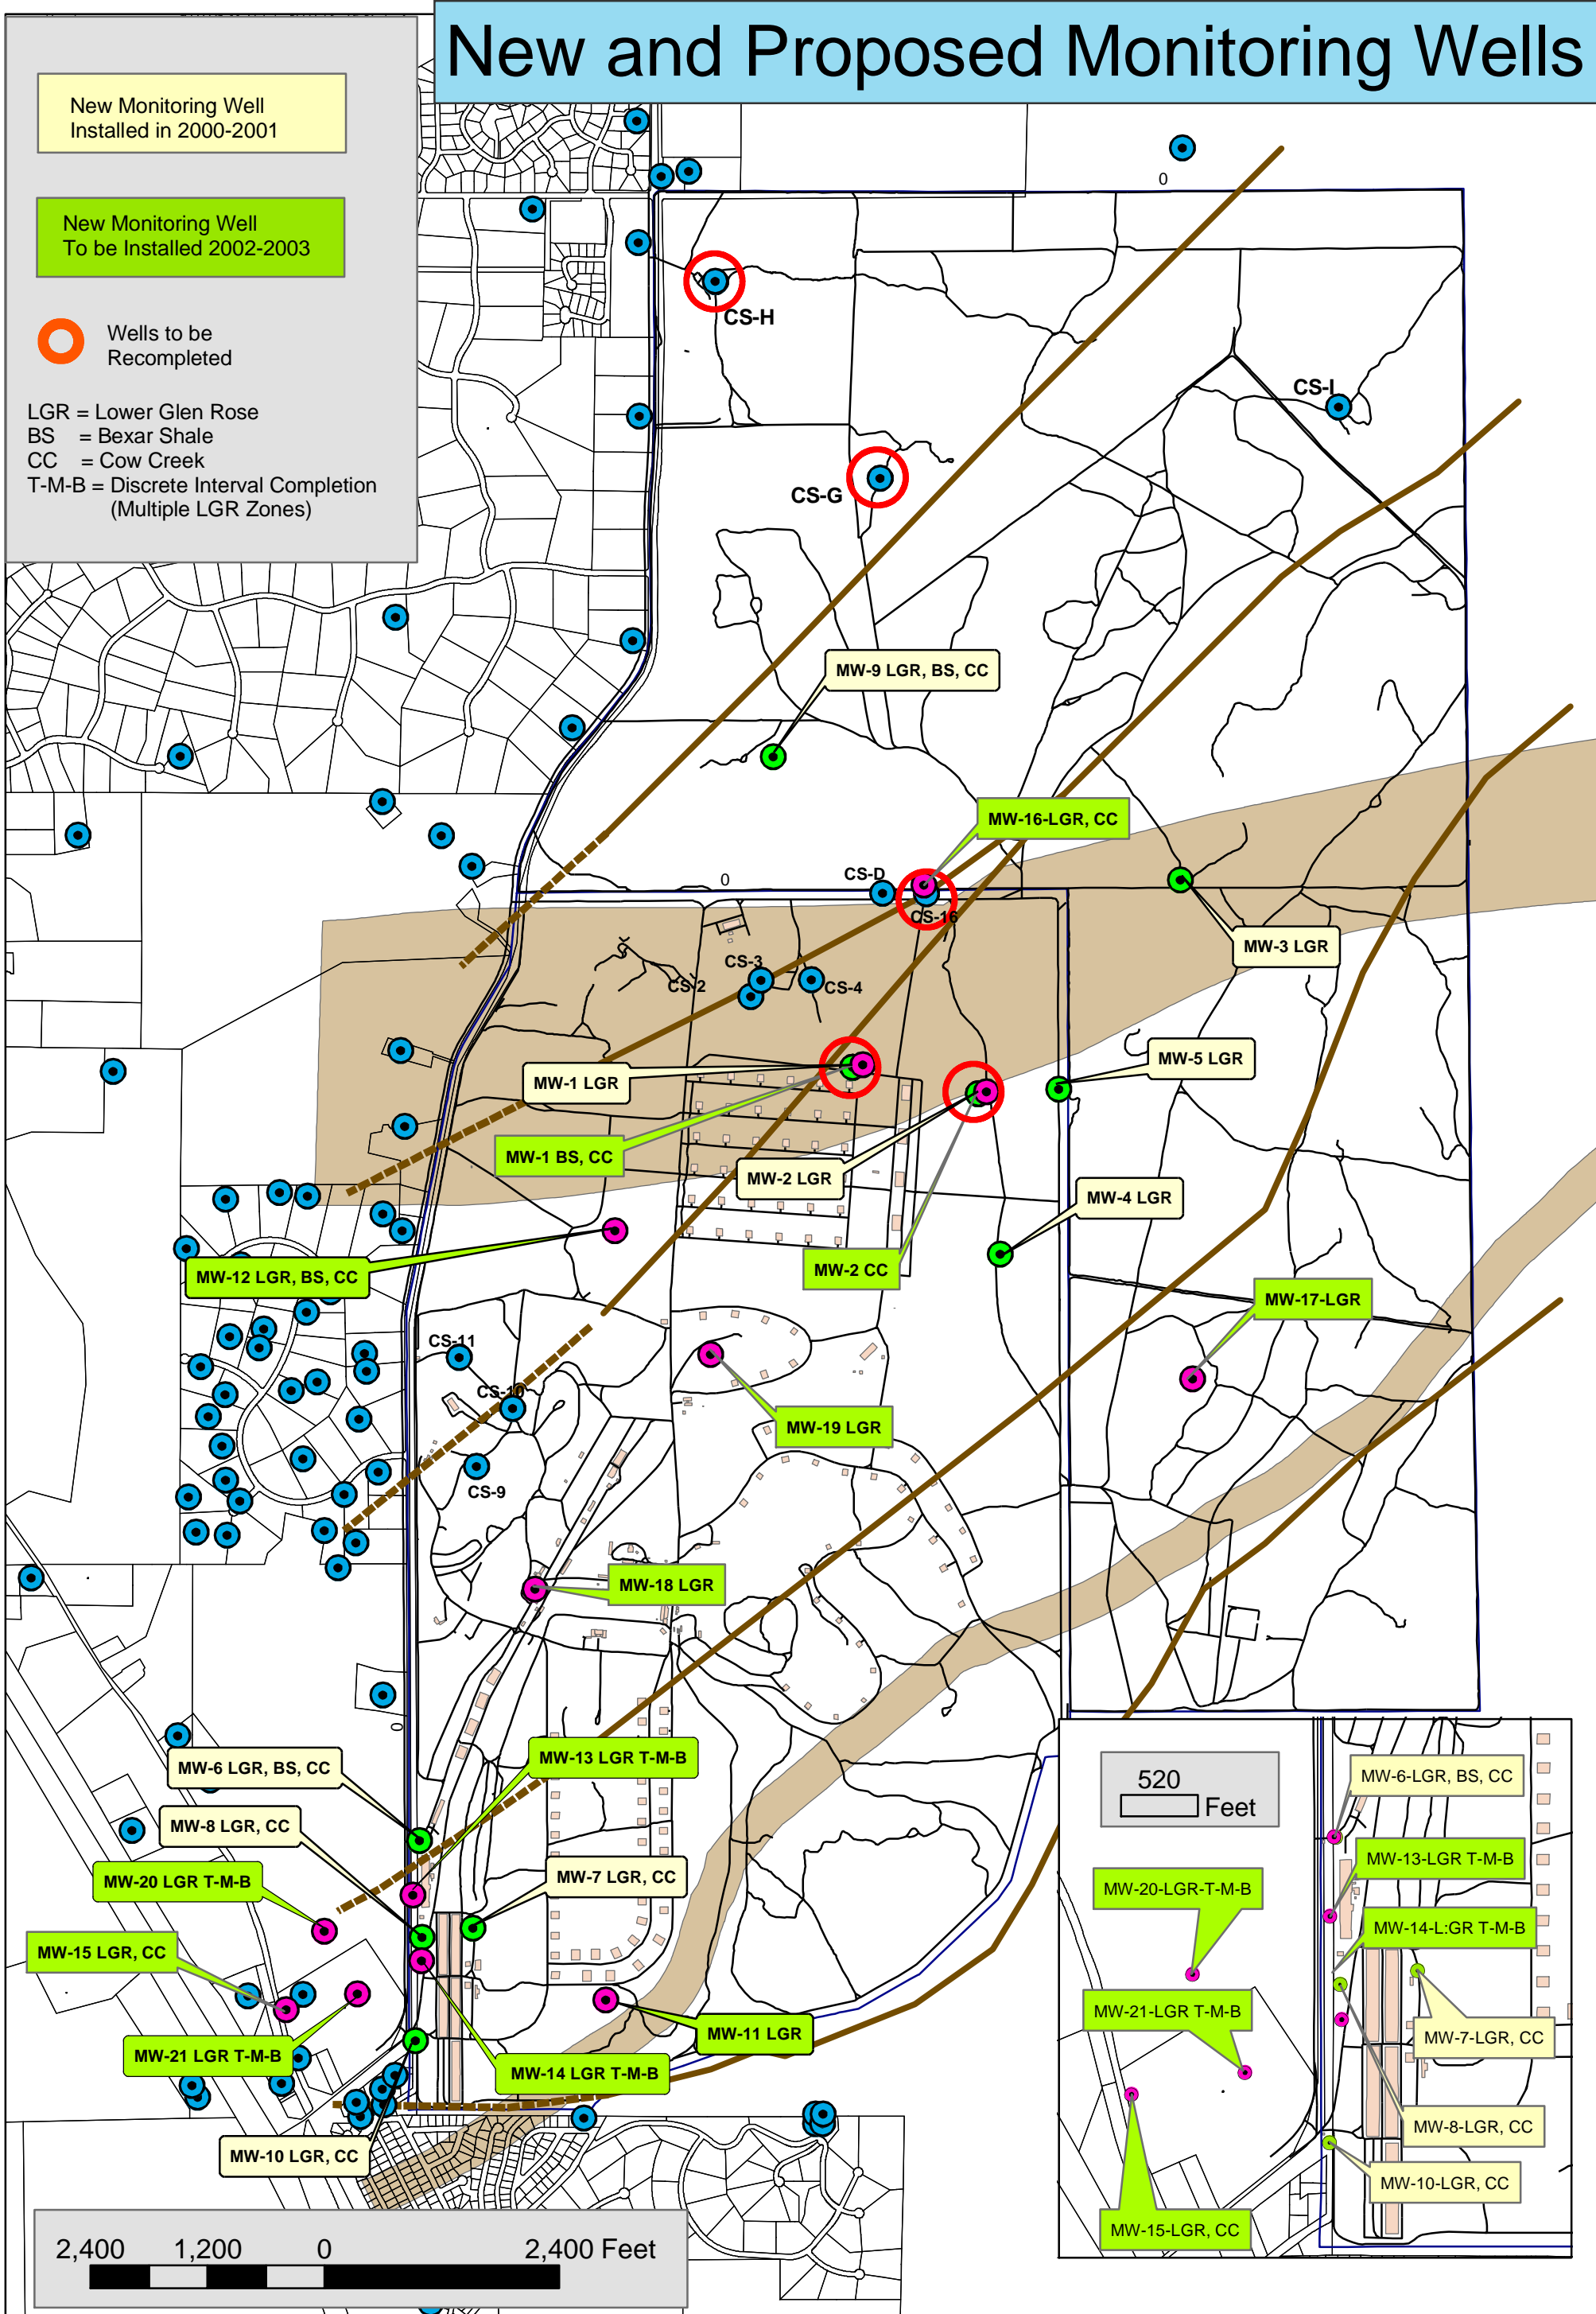 New and Proposed Monitoring Wells
New Monitoring Well
Installed in 2000-2001
New Monitoring Well
To be Installed 2002-2003
Wells to be
Recompleted
LGR = Lower Glen Rose
BS = Bexar Shale
CC = Cow Creek
T-M-B = Discrete Interval Completion
(Multiple LGR Zones)
0
CS-H
CS-I
CS-G
MW-9 LGR, BS, CC
MW-16-LGR, CC
CS-D
0
CS-16
MW-3 LGR
CS-3
CS-2
CS-4
MW-5 LGR
MW-1 LGR
MW-1 BS, CC
MW-2 LGR
MW-4 LGR
MW-2 CC
MW-12 LGR, BS, CC
MW-17-LGR
CS-11
CS-10
MW-19 LGR
CS-9
MW-18 LGR
0
MW-13 LGR T-M-B
MW-6 LGR, BS, CC
MW-8 LGR, CC
MW-7 LGR, CC
MW-20 LGR T-M-B
MW-15 LGR, CC
MW-11 LGR
MW-21 LGR T-M-B
MW-14 LGR T-M-B
MW-10 LGR, CC
520
Feet
MW-6-LGR, BS, CC
MW-13-LGR T-M-B
MW-20-LGR-T-M-B
MW-14-L:GR T-M-B
MW-21-LGR T-M-B
MW-7-LGR, CC
MW-8-LGR, CC
MW-10-LGR, CC
MW-15-LGR, CC
2,400 1,200 0 2,400 Feet